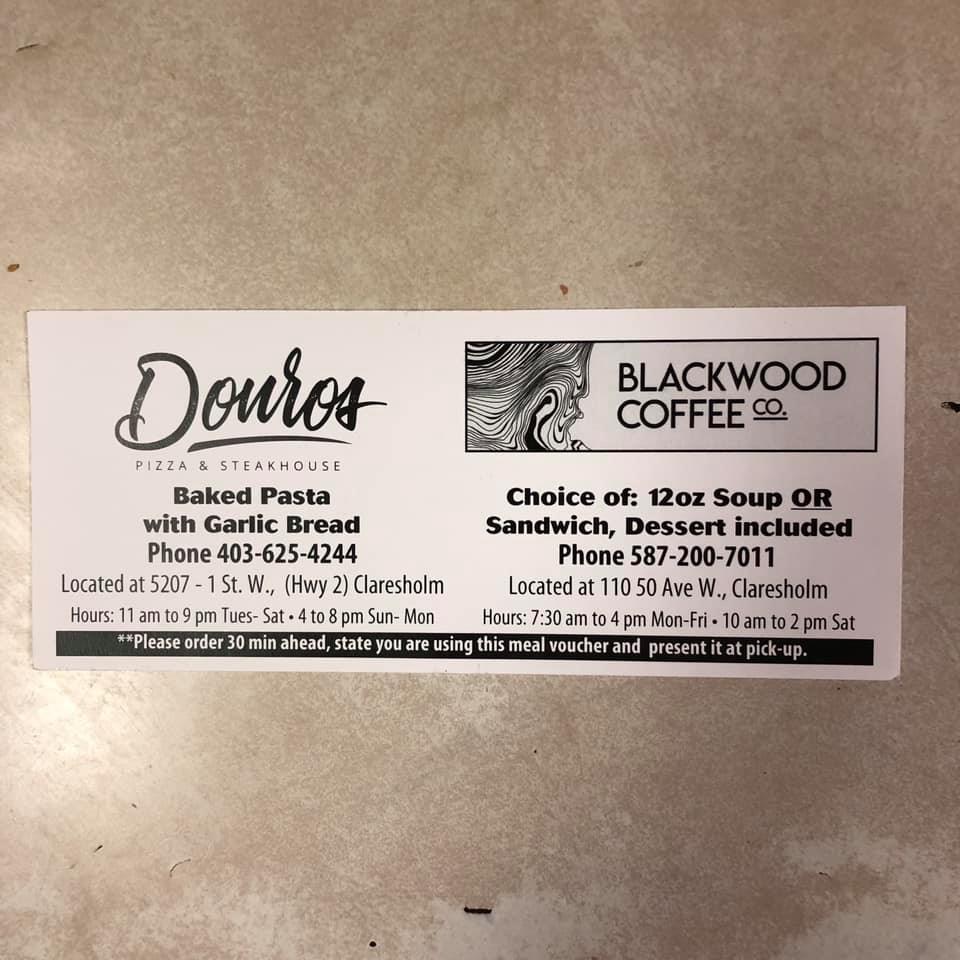 Douros
PIZZA & STEAKHOUSE
Baked Pasta
with Garlic Bread
Phone 403-625-4244
Located at 5207 - 1 St. W., (Hwy 2) Claresholm
Hours: 11 am to 9 pm Tues- Sat • 4 to 8 pm Sun- Mon
BLACKWOOD
COFFEE CO.
Choice of: 12oz Soup OR
Sandwich, Dessert included
Phone 587-200-7011
Located at 110 50 Ave W., Claresholm
Hours: 7:30 am to 4 pm Mon-Fri • 10 am to 2 pm Sat
**Please order 30 min ahead, state you are using this meal voucher and present it at pick-up.